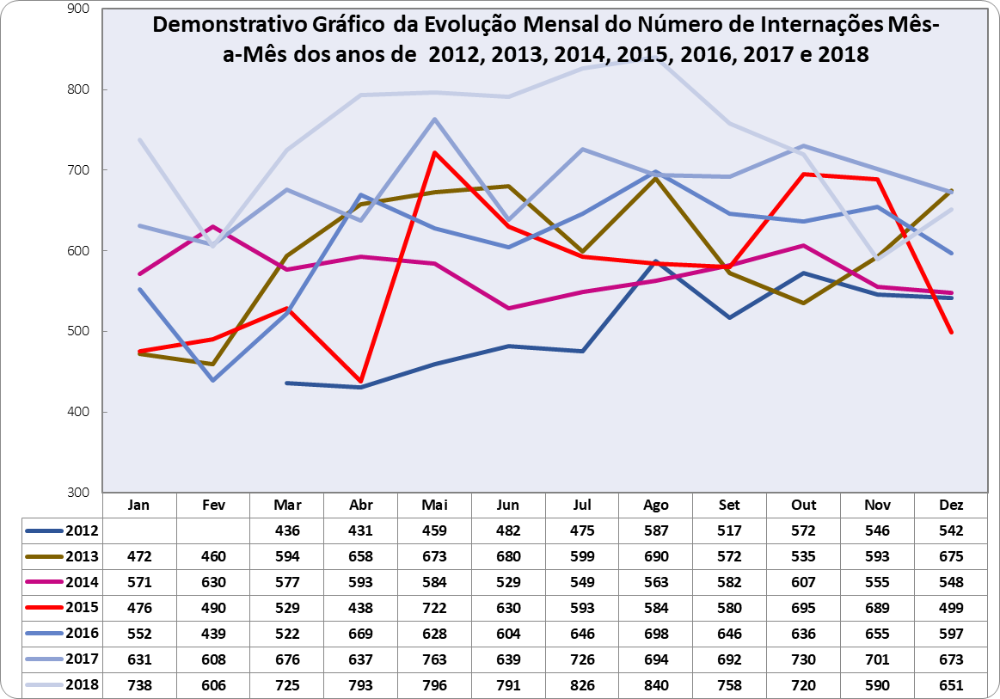 Demonstrativo Gráfico da Evolução Mensal do Número de Internações Mês-
a-Mês dos anos de 2012, 2013, 2014, 2015, 2016, 2017 e 2018
900
800
700
600
500
400
300
Jan Fev Mar Abr Mai Jun Jul Ago Set Out Nov Dez
2012 436 431 459 482 475 587 517 572 546 542
2013 472 460 594 658 673 680 599 690 572 535 593 675
2014 571 630 577 593 584 529 549 563 582 607 555 548
2015 476 490 529 438 722 630 593 584 580 695 689 499
2016 552 439 522 669 628 604 646 698 646 636 655 597
2017 631 608 676 637 763 639 726 694 692 730 701 673
2018 738 606 725 793 796 791 826 840 758 720 590 651